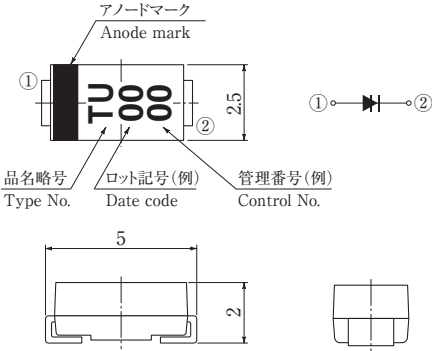 アノードマーク
Anode mark
①
TU
00
00
②
2.5
① ②
品名略号
Type No.
ロット記号(例)
Date code
管理番号(例)
Control No.
5
2